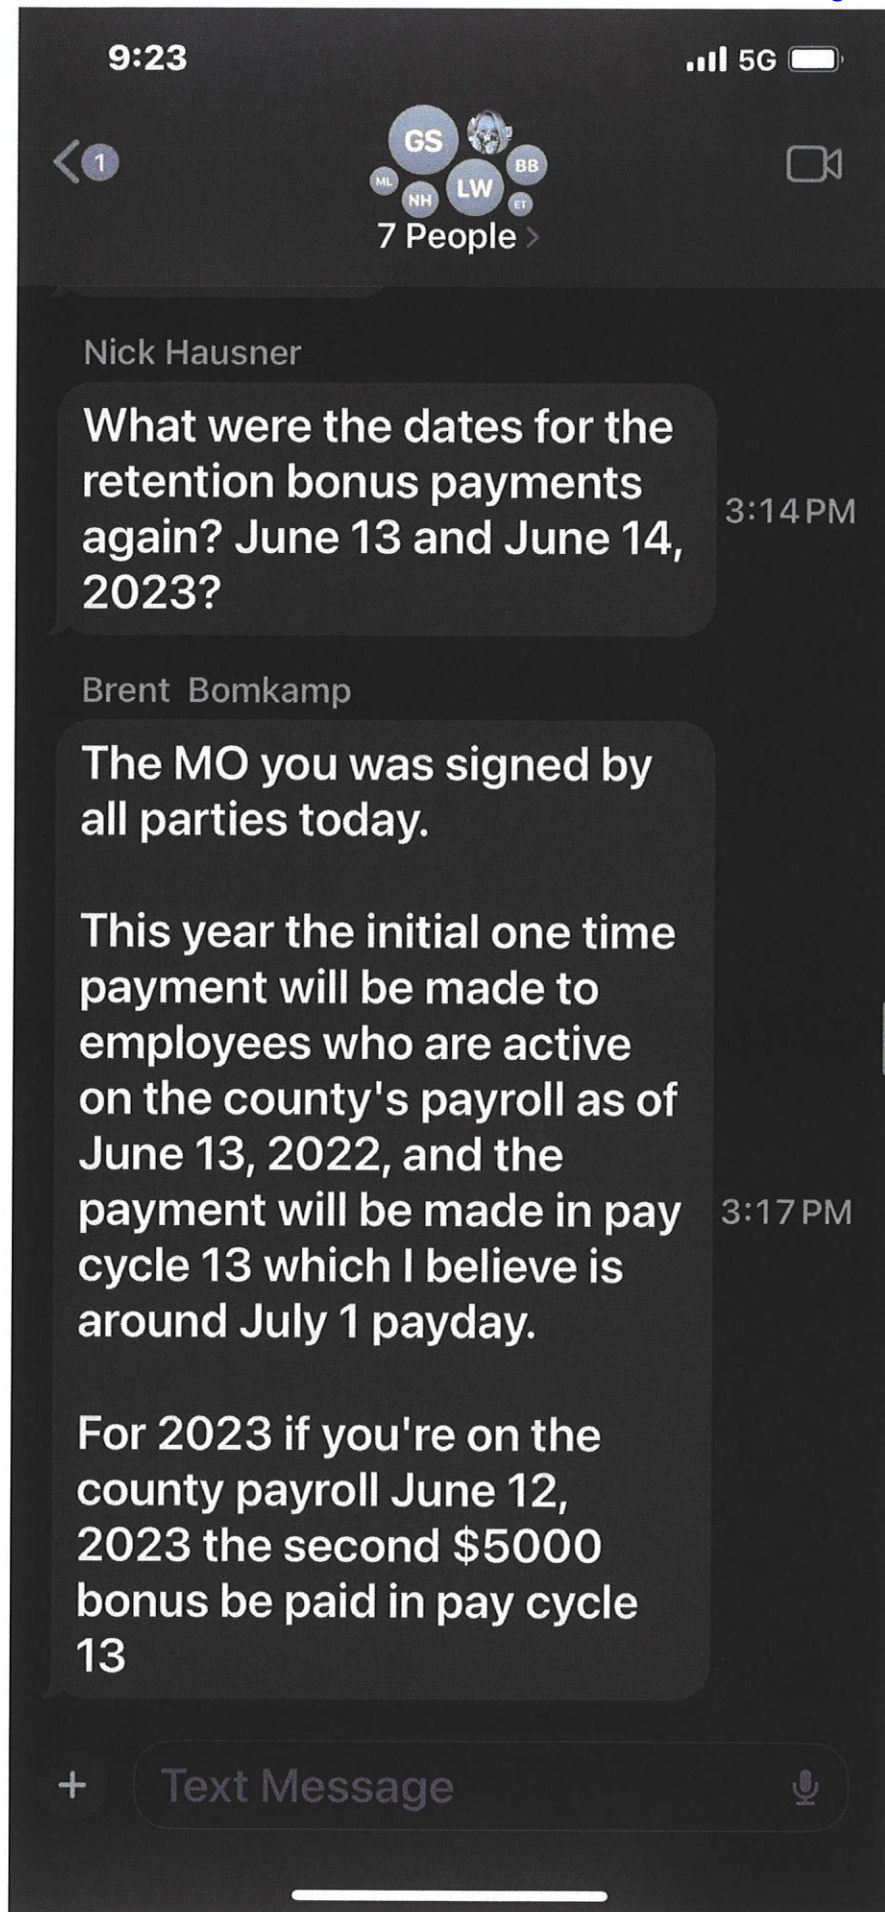 9:23
5G
1
GS
BB
ML
LW
NH
ET
7 People >
Nick Hausner
What were the dates for the
retention bonus payments
again? June 13 and June 14,
2023?
3:14 PM
Brent Bomkamp
The MO you was signed by
all parties today.
This year the initial one time
payment will be made to
employees who are active
on the county's payroll as of
June 13, 2022, and the
payment will be made in pay
cycle 13 which I believe is
around July 1 payday.
3:17 PM
For 2023 if you're on the
county payroll June 12,
2023 the second $5000
bonus be paid in pay cycle
13
+ Text Message